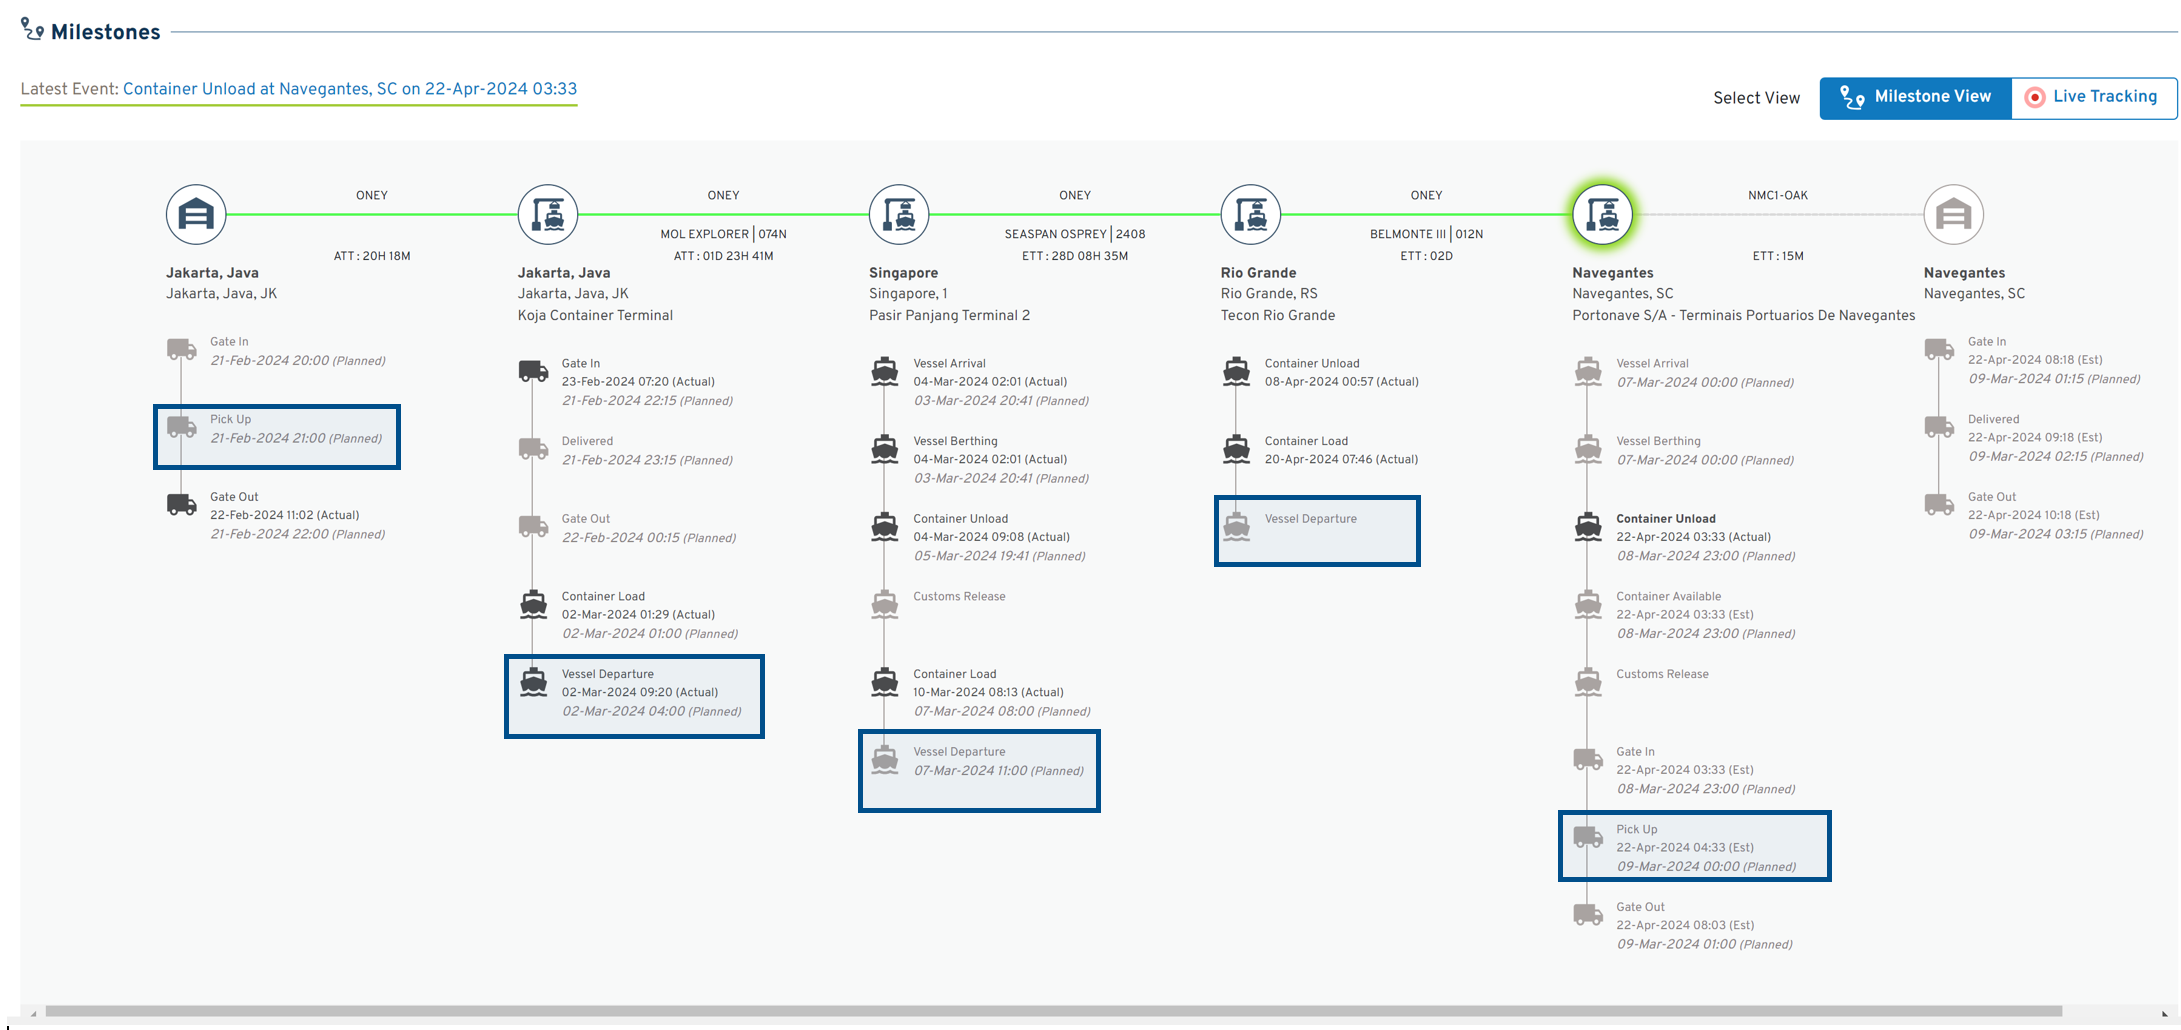 Milestones
Latest Event: Container Unload at Navegantes, SC on 22-Apr-2024 03:33
Select View
Milestone View
Live Tracking
ONEY
ATT : 20H 18M
ONEY
MOL EXPLORER | 074N
ATT : 01D 23H 41M
ONEY
SEASPAN OSPREY | 2408
ETT : 28D 08H 35M
ONEY
BELMONTE III | 012N
ETT : 02D
NMC1-OAK
ETT : 15M
Jakarta, Java
Jakarta, Java, JK
Gate In
21-Feb-2024 20:00 (Planned)
Pick Up
21-Feb-2024 21:00 (Planned)
Gate Out
22-Feb-2024 11:02 (Actual)
21-Feb-2024 22:00 (Planned)
Jakarta, Java
Jakarta, Java, JK
Koja Container Terminal
Gate In
23-Feb-2024 07:20 (Actual)
21-Feb-2024 22:15 (Planned)
Delivered
21-Feb-2024 23:15 (Planned)
Gate Out
22-Feb-2024 00:15 (Planned)
Container Load
02-Mar-2024 01:29 (Actual)
02-Mar-2024 01:00 (Planned)
Vessel Departure
02-Mar-2024 09:20 (Actual)
02-Mar-2024 04:00 (Planned)
Singapore
Singapore, 1
Pasir Panjang Terminal 2
Vessel Arrival
04-Mar-2024 02:01 (Actual)
03-Mar-2024 20:41 (Planned)
Vessel Berthing
04-Mar-2024 02:01 (Actual)
03-Mar-2024 20:41 (Planned)
Container Unload
04-Mar-2024 09:08 (Actual)
05-Mar-2024 19:41 (Planned)
Customs Release
Container Load
10-Mar-2024 08:13 (Actual)
07-Mar-2024 08:00 (Planned)
Vessel Departure
07-Mar-2024 11:00 (Planned)
Rio Grande
Rio Grande, RS
Tecon Rio Grande
Container Unload
08-Apr-2024 00:57 (Actual)
Container Load
20-Apr-2024 07:46 (Actual)
Vessel Departure
Navegantes
Navegantes, SC
Portonave S/A - Terminais Portuarios De Navegantes
Vessel Arrival
07-Mar-2024 00:00 (Planned)
Vessel Berthing
07-Mar-2024 00:00 (Planned)
Container Unload
22-Apr-2024 03:33 (Actual)
08-Mar-2024 23:00 (Planned)
Container Available
22-Apr-2024 03:33 (Est)
08-Mar-2024 23:00 (Planned)
Customs Release
Gate In
22-Apr-2024 03:33 (Est)
08-Mar-2024 23:00 (Planned)
Pick Up
22-Apr-2024 04:33 (Est)
09-Mar-2024 00:00 (Planned)
Gate Out
22-Apr-2024 08:03 (Est)
09-Mar-2024 01:00 (Planned)
Navegantes
Navegantes, SC
Gate In
22-Apr-2024 08:18 (Est)
09-Mar-2024 01:15 (Planned)
Delivered
22-Apr-2024 09:18 (Est)
09-Mar-2024 02:15 (Planned)
Gate Out
22-Apr-2024 10:18 (Est)
09-Mar-2024 03:15 (Planned)